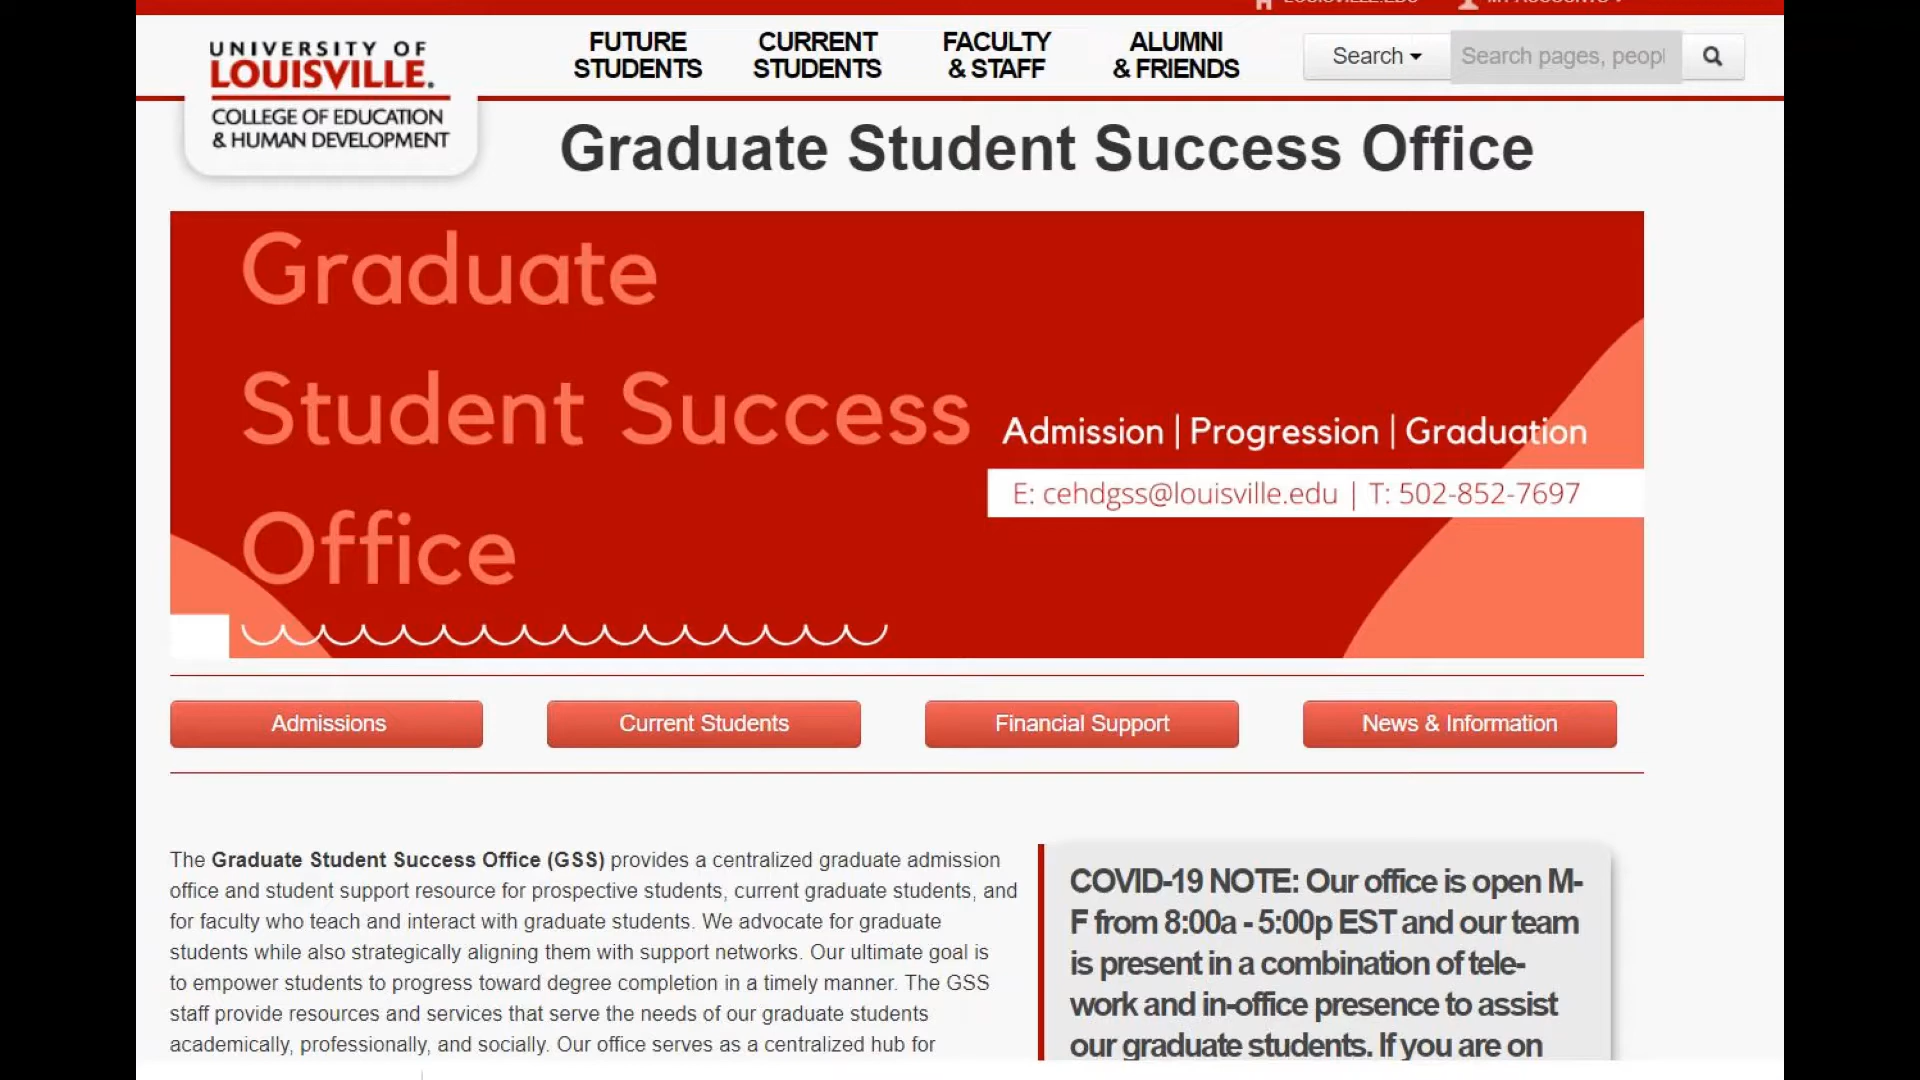 LOUISVILLE.EDU MY ACCOUNTS
UNIVERSITY OF
LOUISVILLE.
COLLEGE OF EDUCATION
& HUMAN DEVELOPMENT
FUTURE
STUDENTS
CURRENT
STUDENTS
FACULTY
& STAFF
ALUMNI
& FRIENDS
Search
Search pages, peopl
Graduate Student Success Office
Graduate
Student Success
Office
Admission | Progression | Graduation
E: cehdgss@louisville.edu | T: 502-852-7697
Admissions
Current Students
Financial Support
News & Information
The Graduate Student Success Office (GSS) provides a centralized graduate admission
office and student support resource for prospective students, current graduate students, and
for faculty who teach and interact with graduate students. We advocate for graduate
students while also strategically aligning them with support networks. Our ultimate goal is
to empower students to progress toward degree completion in a timely manner. The GSS
staff provide resources and services that serve the needs of our graduate students
academically, professionally, and socially. Our office serves as a centralized hub for
COVID-19 NOTE: Our office is open M-
F from 8:00a - 5:00p EST and our team
is present in a combination of tele-
work and in-office presence to assist
our graduate students. If you are on